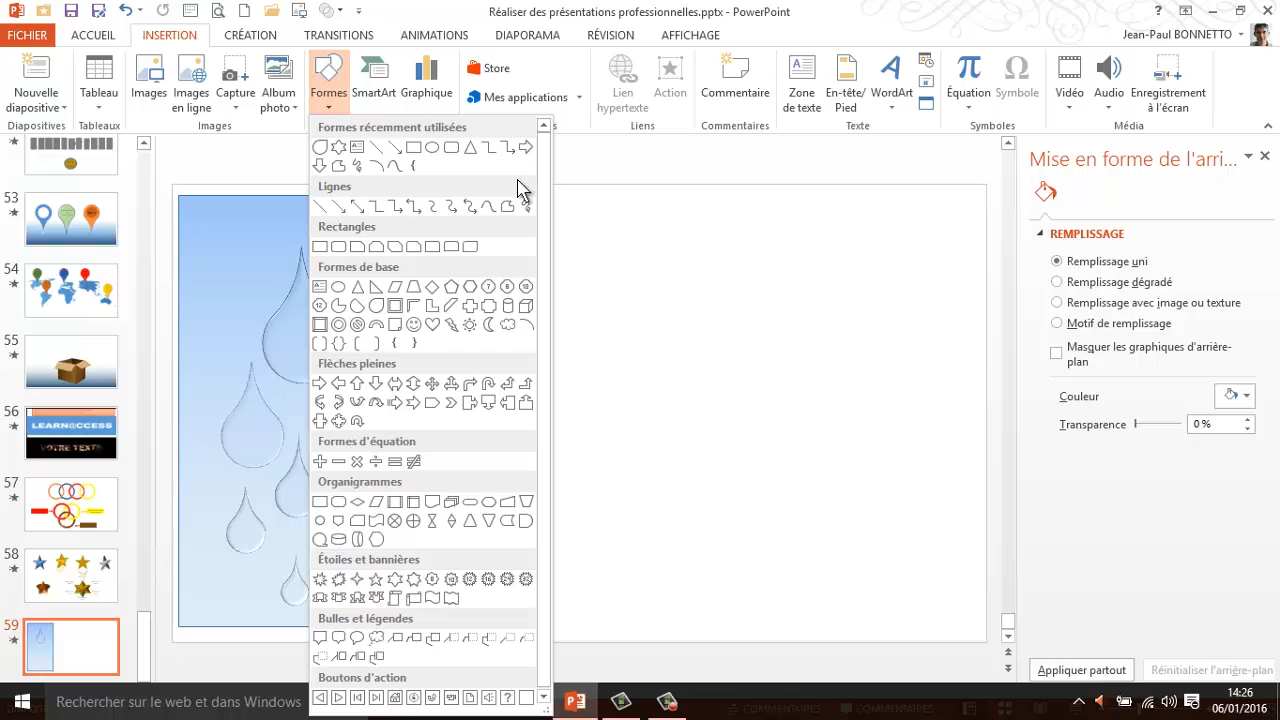 Réaliser des présentations professionnelles.pptx - PowerPoint
FICHIER ACCUEIL INSERTION CRÉATION TRANSITIONS ANIMATIONS DIAPORAMA RÉVISION AFFICHAGE Jean-Paul BONNETTO
Nouvelle diapositive
Tableau
Images
Images en ligne
Capture
Album photo
Formes
SmartArt
Graphique
Store
Mes applications
Lien hypertexte
Action
Commentaire
Zone de texte
En-tête/Pied
WordArt
Équation
Symbole
Vidéo
Audio
Enregistrement à l'écran
Diapositives Tableaux Images Liens Commentaires Texte Symboles Média
Formes récemment utilisées
Lignes
Rectangles
Formes de base
Flèches pleines
Formes d'équation
Organigrammes
Étoiles et bannières
Bulles et légendes
Boutons d'action
53
54
55
56
LEARN@CCESS
VOTRE TEXTE
57
58
59
Mise en forme de l'arri...
REMPLISSAGE
Remplissage uni
Remplissage dégradé
Remplissage avec image ou texture
Motif de remplissage
Masquer les graphiques d'arrière-
plan
Couleur
Transparence 0 %
Appliquer partout Réinitialiser l'arrière-plan
Rechercher sur le web et dans Windows
COMMENTAIRES
14:26
06/01/2016